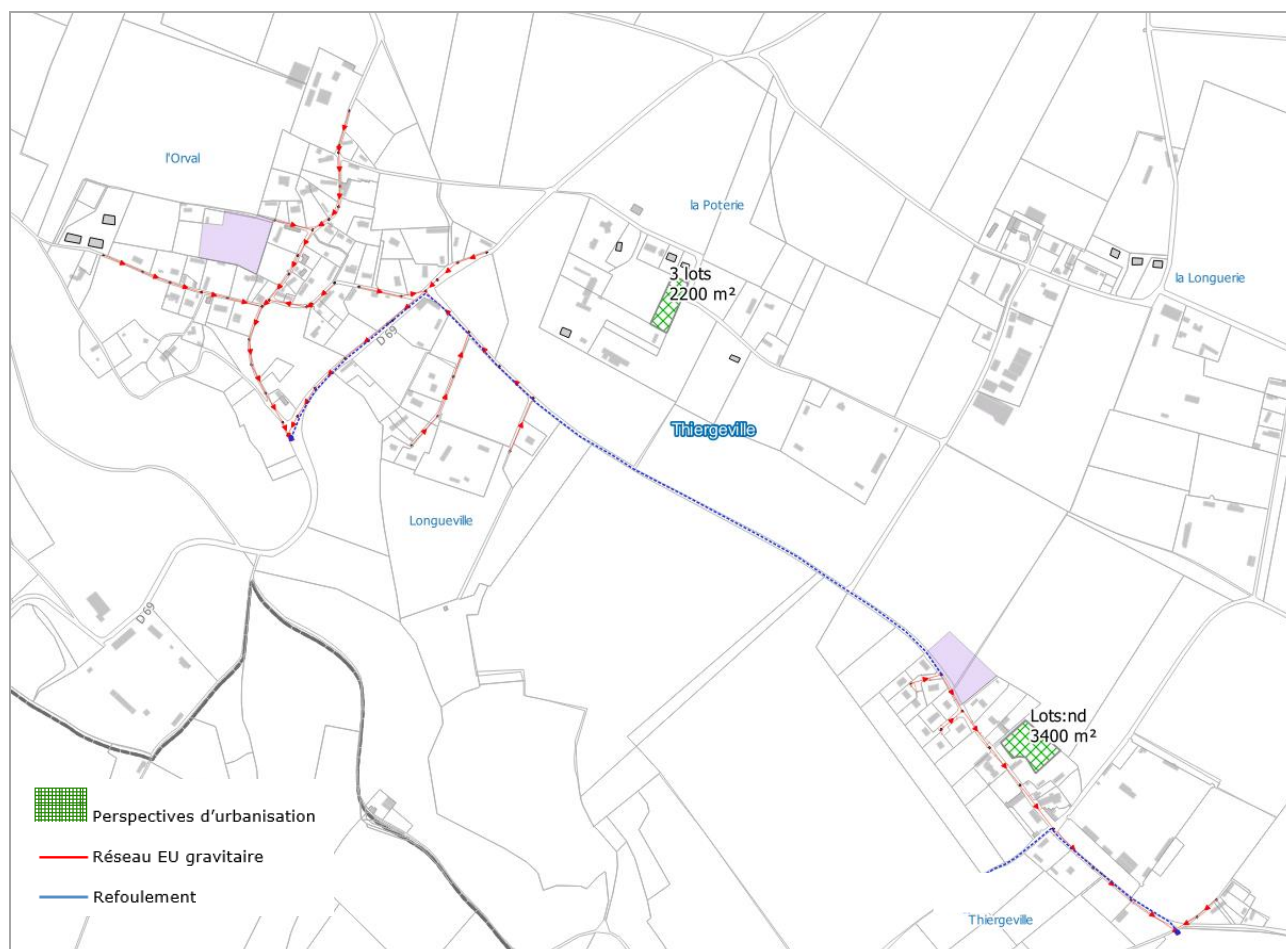 l'Orval
la Poterie
3 lots
2200 m²
la Longuerie
D 69
Thiergeville
Longueville
D 69
Lots:nd
3400 m²
Perspectives d'urbanisation
Réseau EU gravitaire
Refoulement
Thiergeville